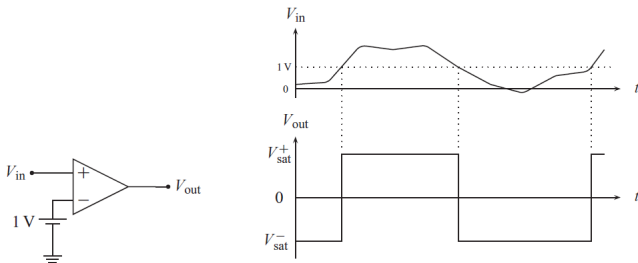 V_in
1 V
0
t
V_out
V_sat^+
0
t
V_sat^-
V_in
+
−
V_out
1 V